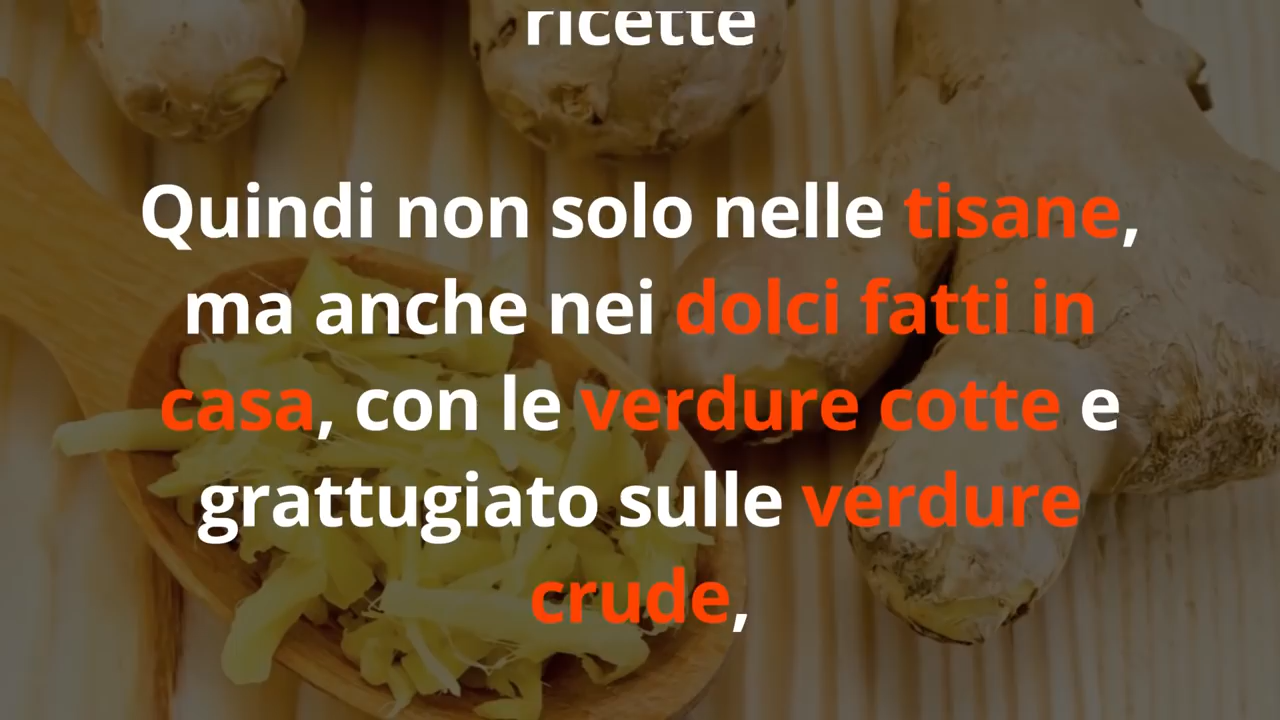 ricette
Quindi non solo nelle tisane,
ma anche nei dolci fatti in
casa, con le verdure cotte e
grattugiato sulle verdure
crude,